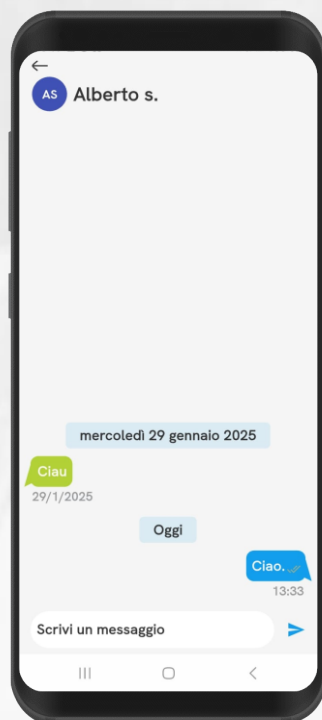 AS Alberto s.
mercoledì 29 gennaio 2025
Ciau
29/1/2025
Oggi
Ciao.
13:33
Scrivi un messaggio